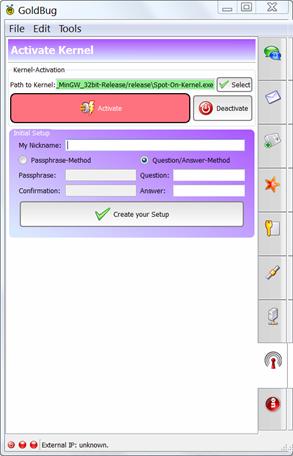 GoldBug
File Edit Tools
Activate Kernel
Kernel-Activation
Path to Kernel: _MinGW_32bit-Release/release\Spot-On-Kernel.exe Select
Activate Deactivate
Initial Setup
My Nickname:
Passphrase-Method Question/Answer-Method
Passphrase: Question:
Confirmation: Answer:
Create your Setup
External IP: unknown.